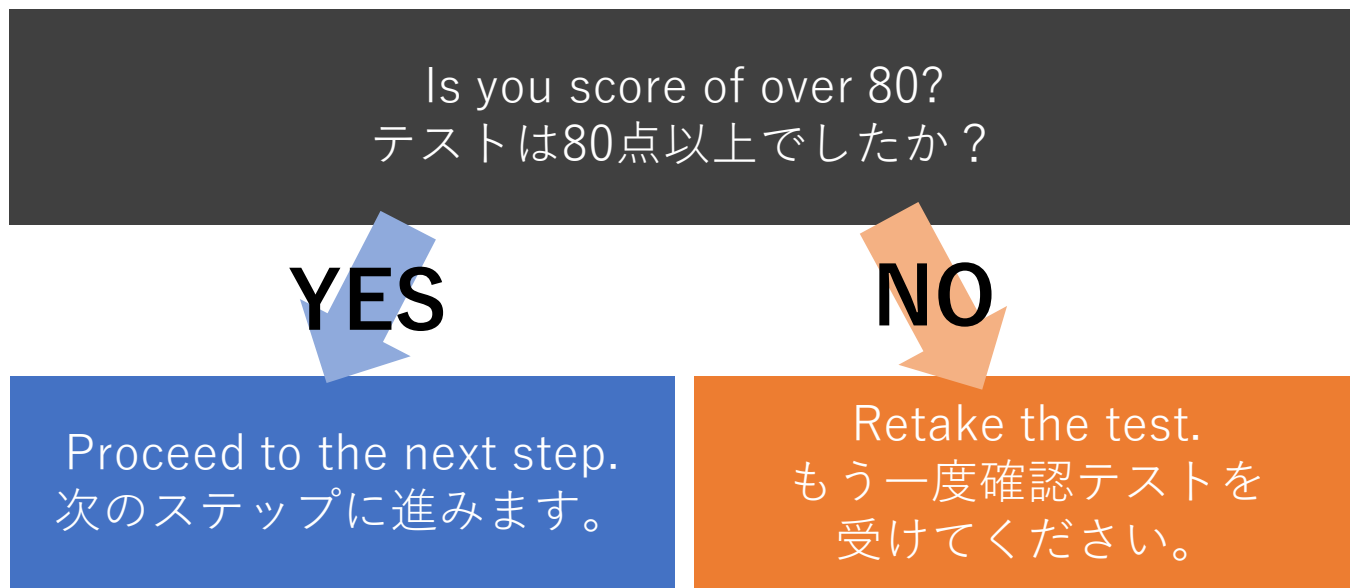 Is you score of over 80?
テストは80点以上でしたか？
YES
NO
Proceed to the next step.
次のステップに進みます。
Retake the test.
もう一度確認テストを
受けてください。